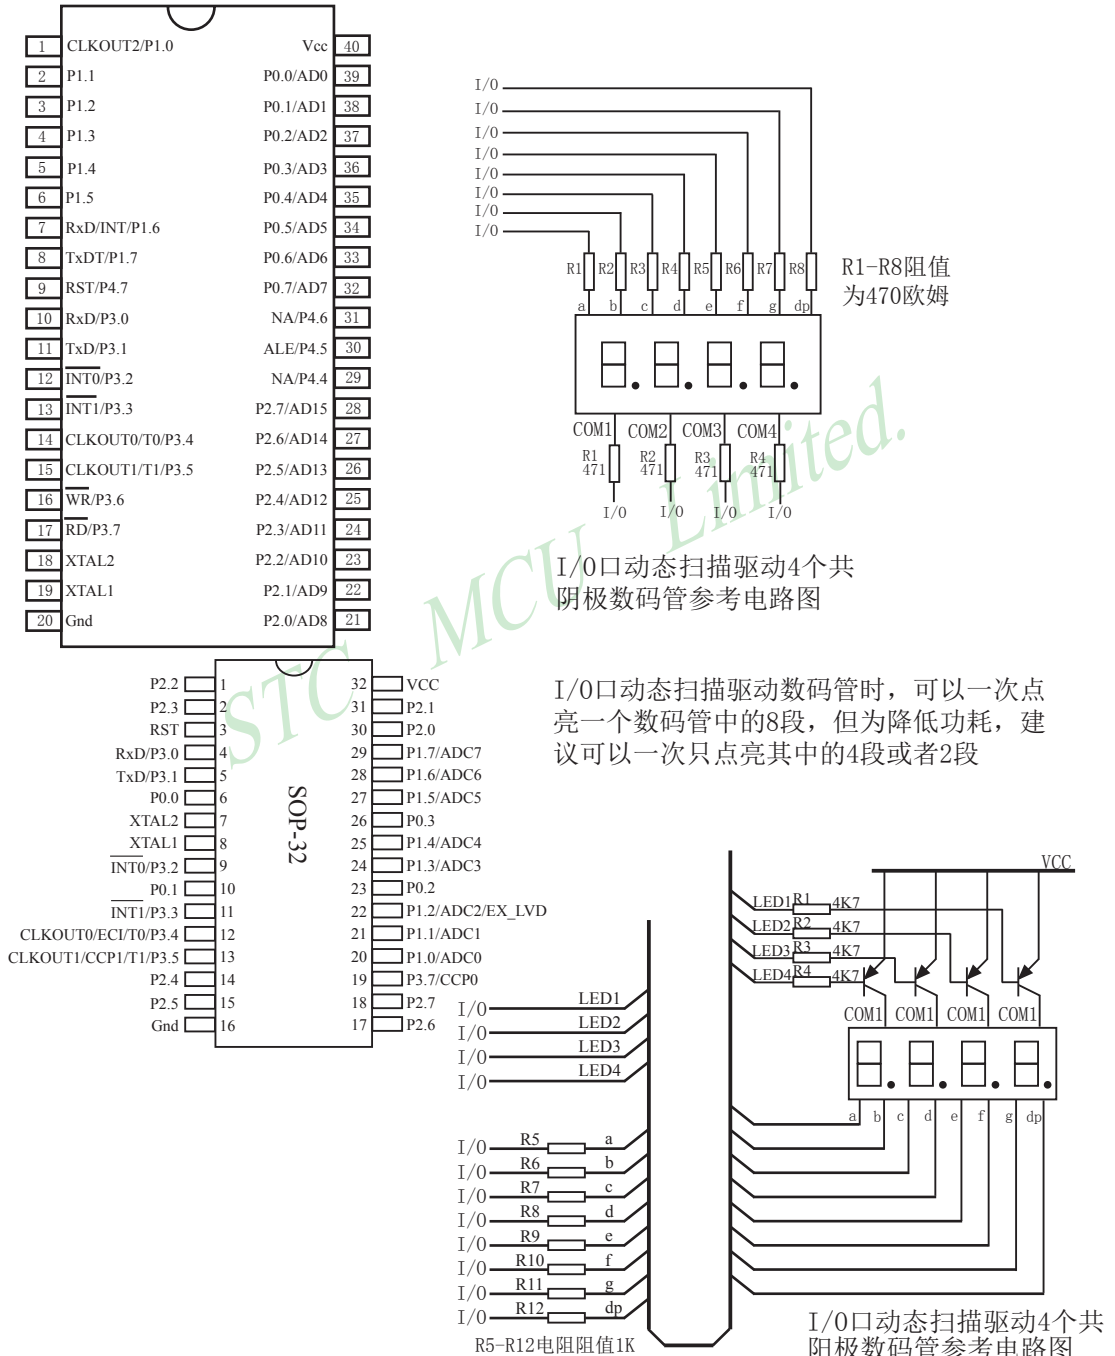 1 CLKOUT2/P1.0 Vcc 40
2 P1.1 P0.0/AD0 39
3 P1.2 P0.1/AD1 38
4 P1.3 P0.2/AD2 37
5 P1.4 P0.3/AD3 36
6 P1.5 P0.4/AD4 35
7 RxD/INT/P1.6 P0.5/AD5 34
8 TxDT/P1.7 P0.6/AD6 33
9 RST/P4.7 P0.7/AD7 32
10 RxD/P3.0 NA/P4.6 31
11 TxD/P3.1 ALE/P4.5 30
12 INT0/P3.2 NA/P4.4 29
13 INT1/P3.3 P2.7/AD15 28
14 CLKOUT0/T0/P3.4 P2.6/AD14 27
15 CLKOUT1/T1/P3.5 P2.5/AD13 26
16 WR/P3.6 P2.4/AD12 25
17 RD/P3.7 P2.3/AD11 24
18 XTAL2 P2.2/AD10 23
19 XTAL1 P2.1/AD9 22
20 Gnd P2.0/AD8 21
I/O
I/O
I/O
I/O
I/O
I/O
I/O
I/O
R1 R2 R3 R4 R5 R6 R7 R8
R1-R8阻值
为470欧姆
a b c d e f g dp
COM1 COM2 COM3 COM4
R1 R2 R3 R4
471 471 471 471
I/O I/O I/O I/O
I/O口动态扫描驱动4个共
阴极数码管参考电路图
STC MCU Limited.
I/O口动态扫描驱动数码管时，可以一次点
亮一个数码管中的8段，但为降低功耗，建
议可以一次只点亮其中的4段或者2段
P2.2 1 32 VCC
P2.3 2 31 P2.1
RST 3 30 P2.0
RxD/P3.0 4 29 P1.7/ADC7
TxD/P3.1 5 28 P1.6/ADC6
P0.0 6 27 P1.5/ADC5
XTAL2 7 26 P0.3
XTAL1 8 25 P1.4/ADC4
INT0/P3.2 9 24 P1.3/ADC3
P0.1 10 23 P0.2
INT1/P3.3 11 22 P1.2/ADC2/EX_LVD
CLKOUT0/ECI/T0/P3.4 12 21 P1.1/ADC1
CLKOUT1/CCP1/T1/P3.5 13 20 P1.0/ADC0
P2.4 14 19 P3.7/CCP0
P2.5 15 18 P2.7
Gnd 16 17 P2.6
SOP-32
I/O LED1
I/O LED2
I/O LED3
I/O LED4
I/O R5 a
I/O R6 b
I/O R7 c
I/O R8 d
I/O R9 e
I/O R10 f
I/O R11 g
I/O R12 dp
R5-R12电阻阻值1K
VCC
LED1 R1 4K7
LED2 R2 4K7
LED3 R3 4K7
LED4 R4 4K7
COM1 COM1 COM1 COM1
a b c d e f g dp
I/O口动态扫描驱动4个共
阳极数码管参考电路图